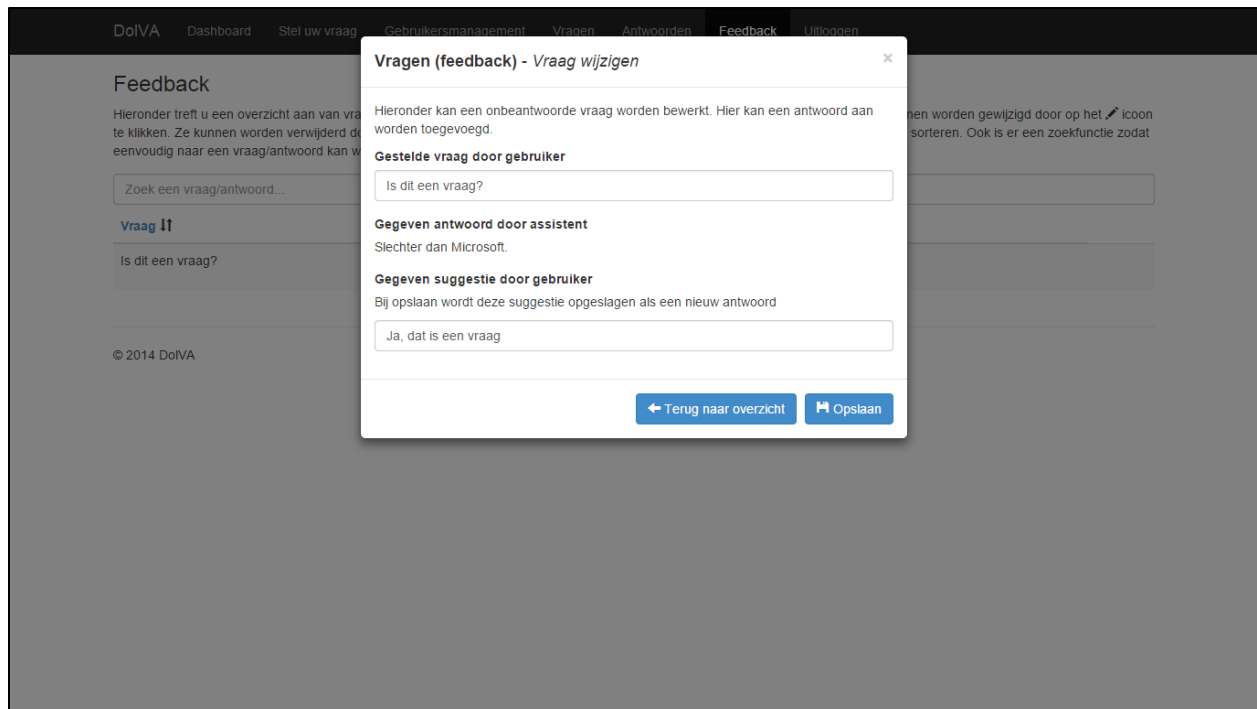 DoIVA Dashboard Stel uw vraag Gebruikersmanagement Vragen Antwoorden Feedback Uitloggen
Vragen (feedback) - Vraag wijzigen ×
Hieronder kan een onbeantwoorde vraag worden bewerkt. Hier kan een antwoord aan
worden toegevoegd.
Gestelde vraag door gebruiker
Is dit een vraag?
Gegeven antwoord door assistent
Slechter dan Microsoft.
Gegeven suggestie door gebruiker
Bij opslaan wordt deze suggestie opgeslagen als een nieuw antwoord
Ja, dat is een vraag
Terug naar overzicht Opslaan
Feedback
Hieronder treft u een overzicht aan van worden gewijzigd door op het icoon
te klikken. Ze kunnen worden verwijderd sorteren. Ook is er een zoekfunctie zodat
eenvoudig naar een vraag/antwoord kan
Zoek een vraag/antwoord...
Vraag
Is dit een vraag?
© 2014 DoIVA